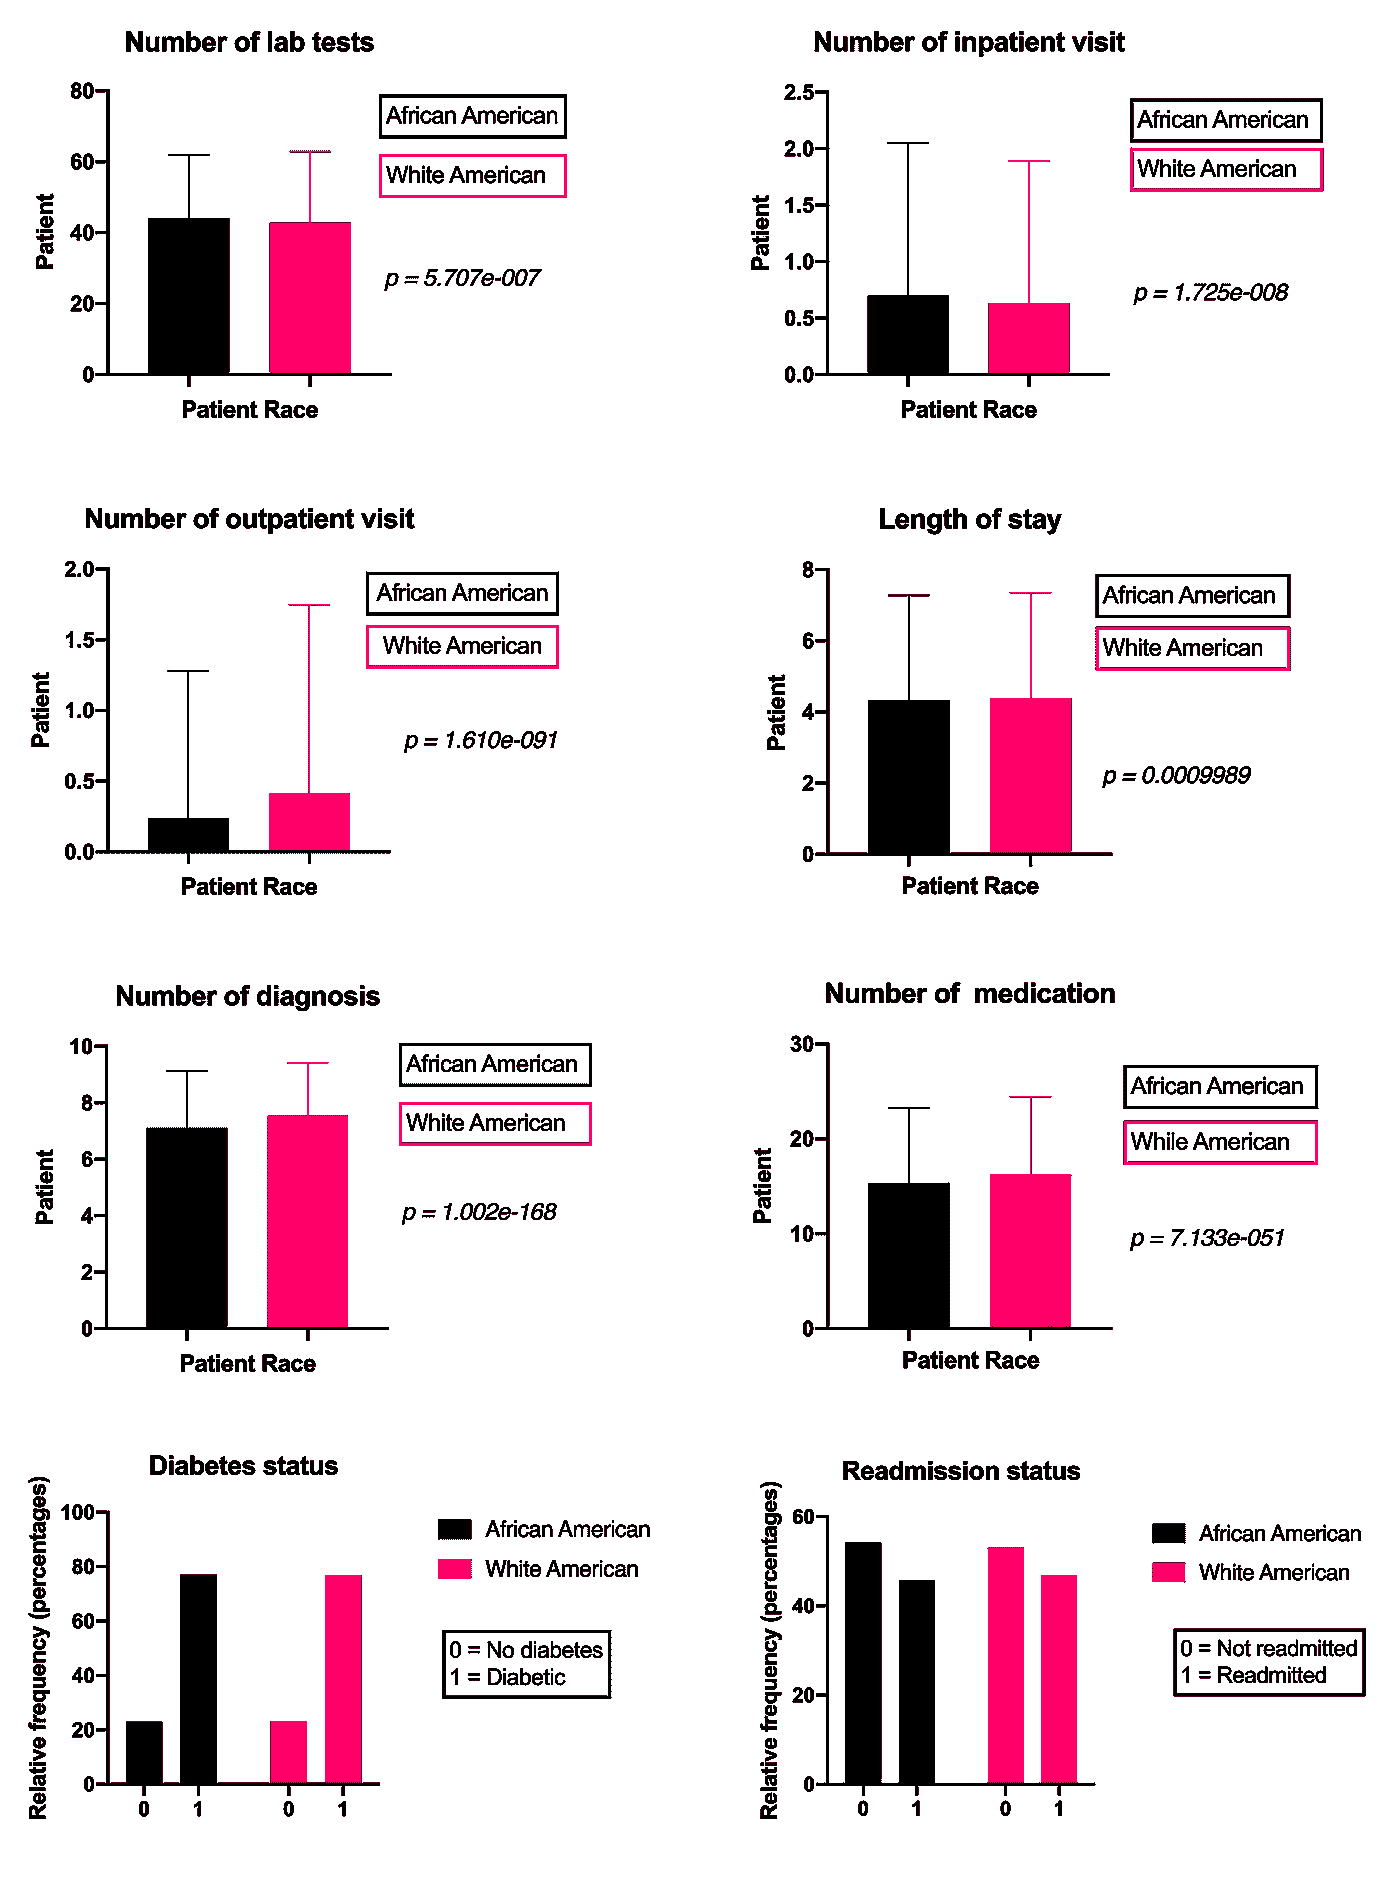 Number of lab tests
80
60
40
20
0
Patient
Patient Race
African American
White American
p = 5.707e-007
Number of inpatient visit
2.5
2.0
1.5
1.0
0.5
0.0
Patient
Patient Race
African American
White American
p = 1.725e-008
Number of outpatient visit
2.0
1.5
1.0
0.5
0.0
Patient
Patient Race
African American
White American
p = 1.610e-091
Length of stay
8
6
4
2
0
Patient
Patient Race
African American
White American
p = 0.0009989
Number of diagnosis
10
8
6
4
2
0
Patient
Patient Race
African American
White American
p = 1.002e-168
Number of  medication
30
20
10
0
Patient
Patient Race
African American
While American
p = 7.133e-051
Diabetes status
100
80
60
40
20
0
Relative frequency (percentages)
0 1 0 1
African American
White American
0 = No diabetes
1 = Diabetic
Readmission status
60
40
20
0
Relative frequency (percentages)
0 1 0 1
African American
White American
0 = Not readmitted
1 = Readmitted